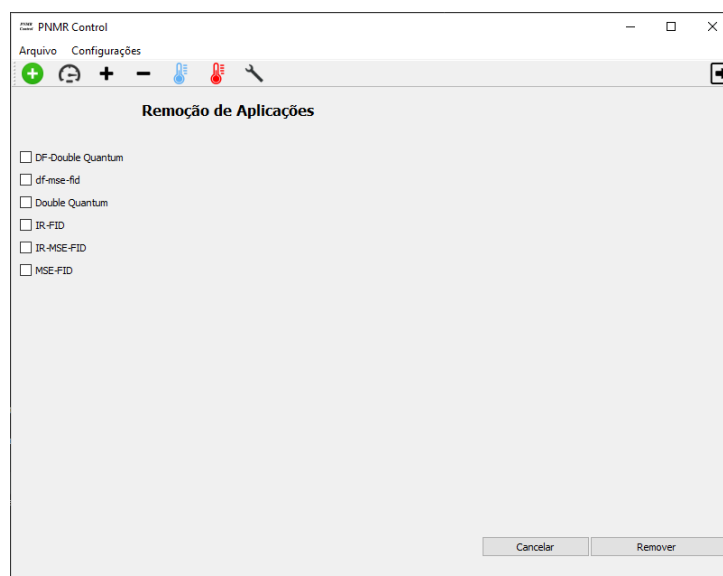 PNMR Control
Arquivo Configurações
Remoção de Aplicações
DF-Double Quantum
df-mse-fid
Double Quantum
IR-FID
IR-MSE-FID
MSE-FID
Cancelar Remover